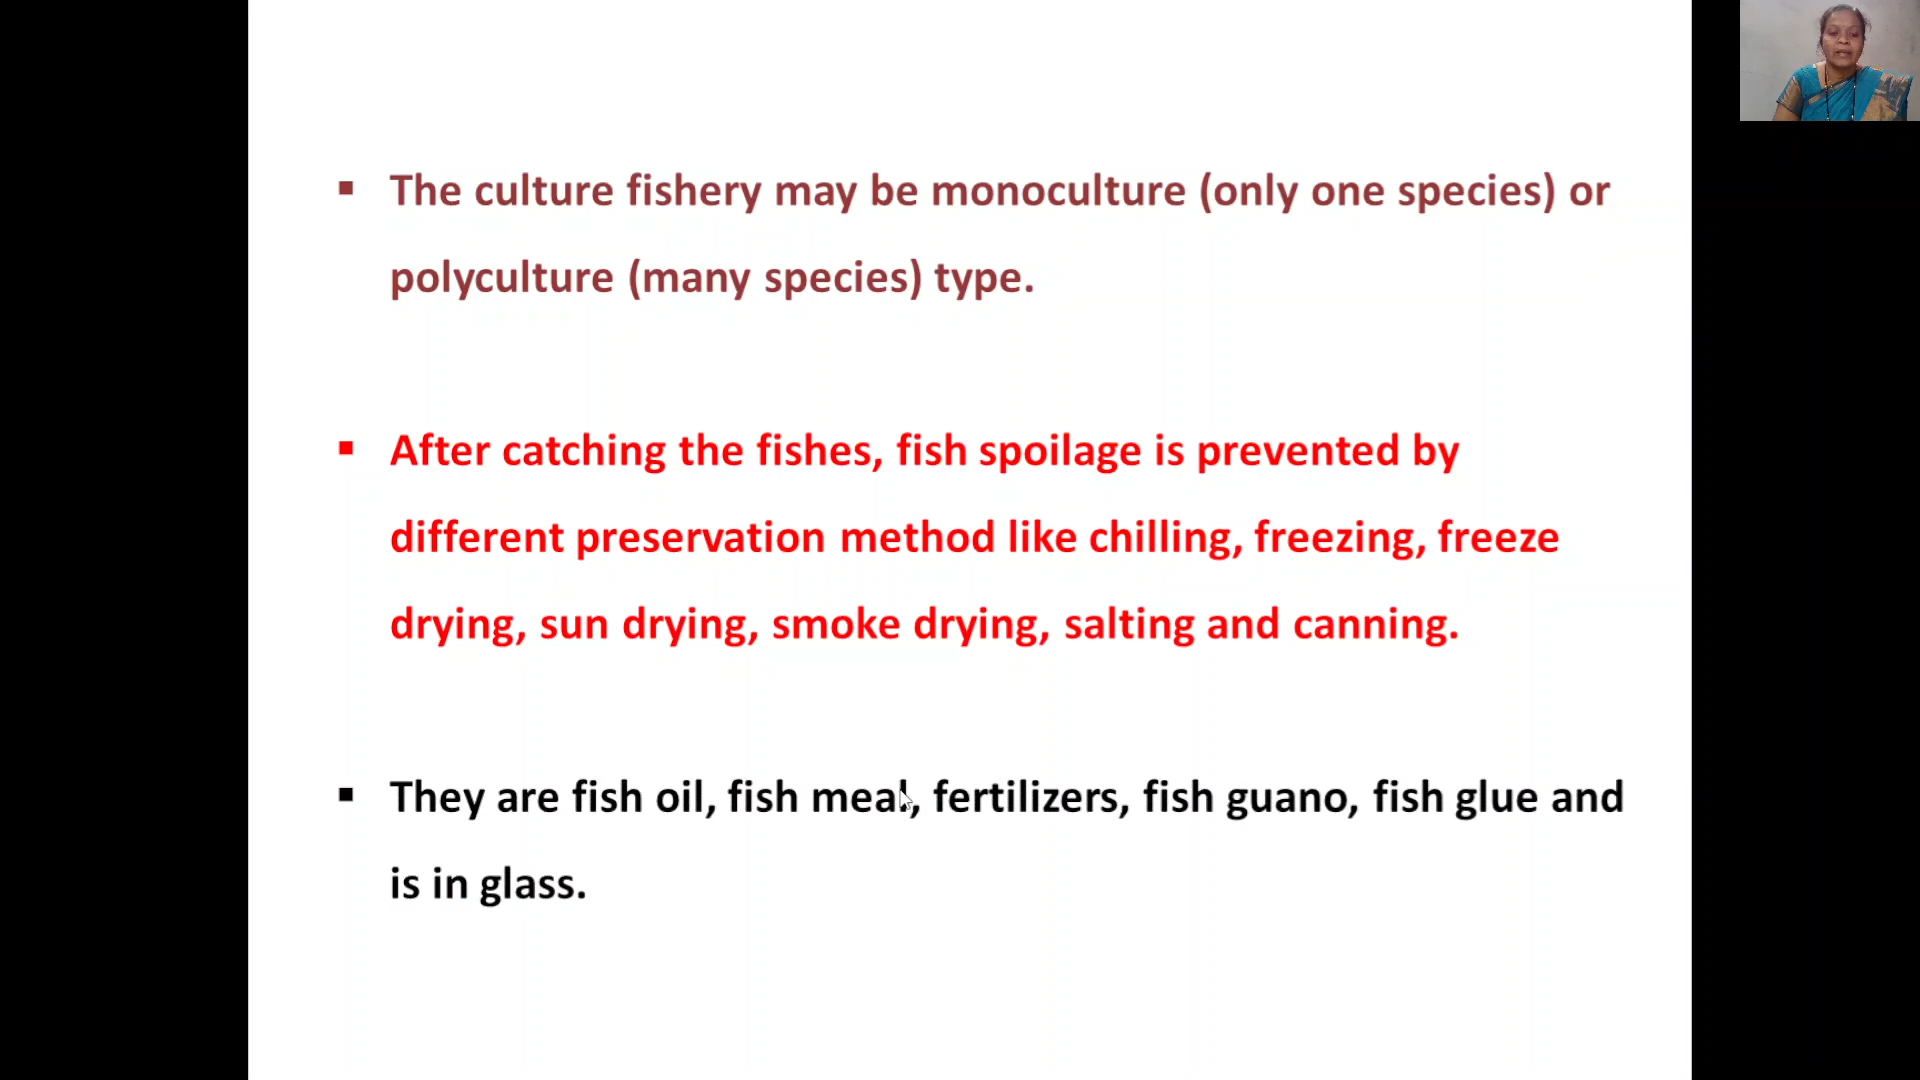 ▪ The culture fishery may be monoculture (only one species) or
polyculture (many species) type.
▪ After catching the fishes, fish spoilage is prevented by
different preservation method like chilling, freezing, freeze
drying, sun drying, smoke drying, salting and canning.
▪ They are fish oil, fish meal, fertilizers, fish guano, fish glue and
is in glass.